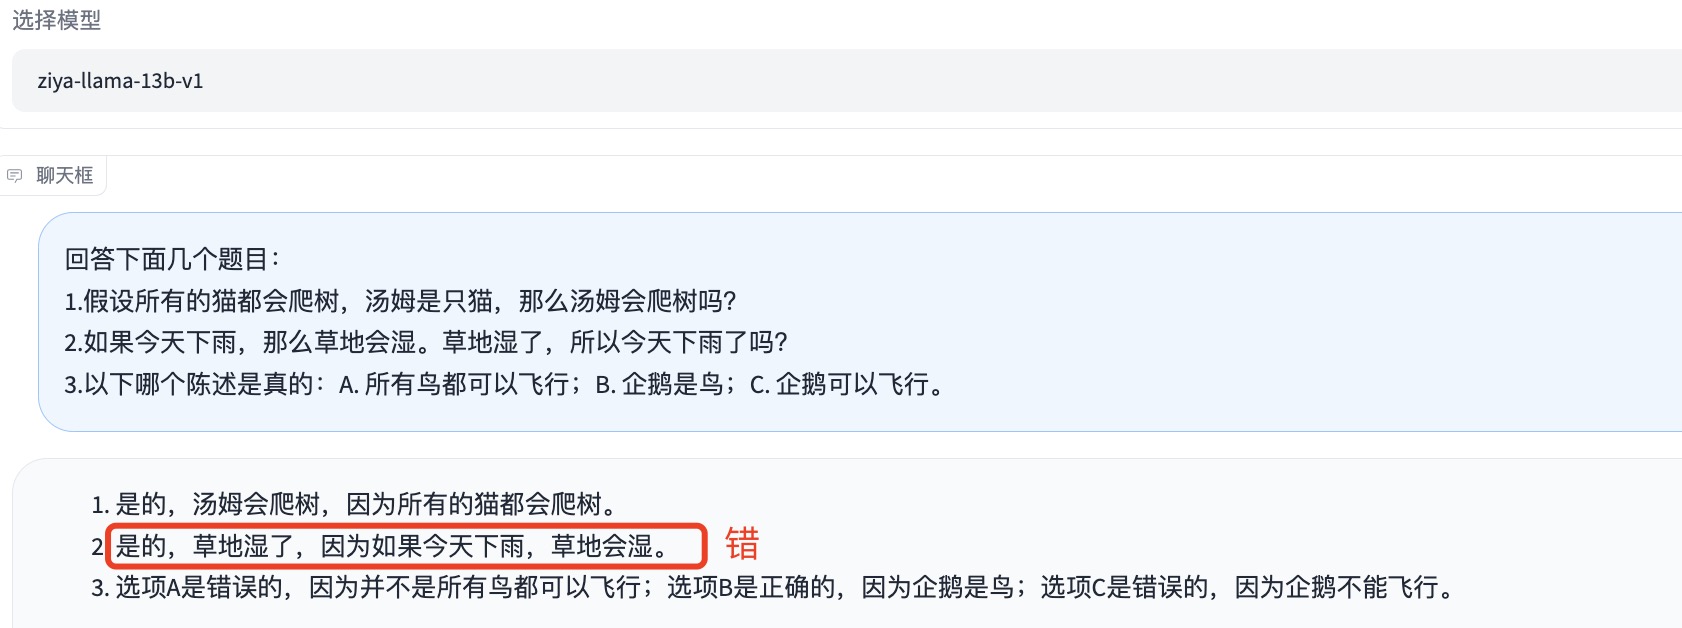 选择模型
ziya-llama-13b-v1
聊天框
回答下面几个题目：
1.假设所有的猫都会爬树，汤姆是只猫，那么汤姆会爬树吗？
2.如果今天下雨，那么草地会湿。草地湿了，所以今天下雨了吗？
3.以下哪个陈述是真的：A. 所有鸟都可以飞行；B. 企鹅是鸟；C. 企鹅可以飞行。
1. 是的，汤姆会爬树，因为所有的猫都会爬树。
2 是的，草地湿了，因为如果今天下雨，草地会湿。 错
3. 选项A是错误的，因为并不是所有鸟都可以飞行；选项B是正确的，因为企鹅是鸟；选项C是错误的，因为企鹅不能飞行。